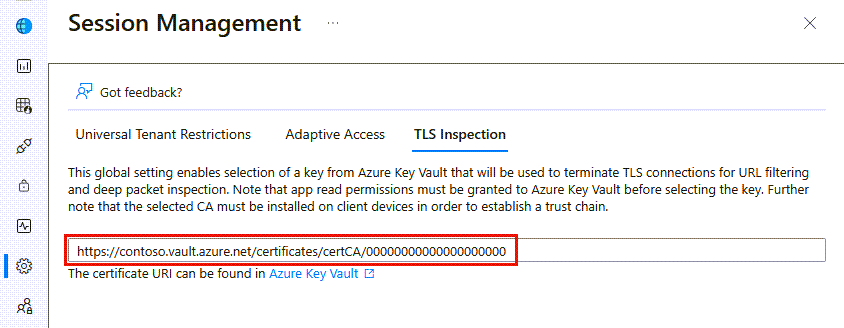 Session Management ...
Got feedback?
Universal Tenant Restrictions Adaptive Access TLS Inspection
This global setting enables selection of a key from Azure Key Vault that will be used to terminate TLS connections for URL filtering
and deep packet inspection. Note that app read permissions must be granted to Azure Key Vault before selecting the key. Further
note that the selected CA must be installed on client devices in order to establish a trust chain.
https://contoso.vault.azure.net/certificates/certCA/00000000000000000000
The certificate URI can be found in Azure Key Vault